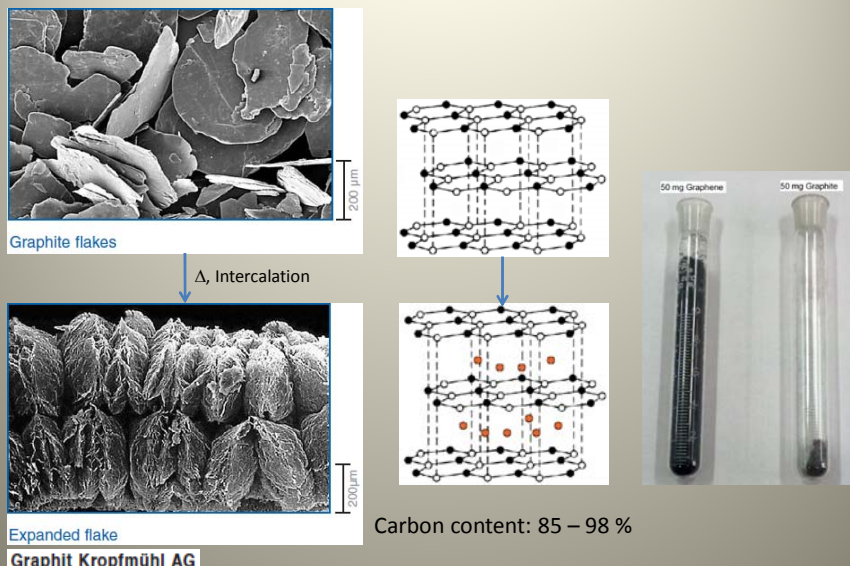 200 µm
Graphite flakes
Δ, Intercalation
50 mg Graphene
50 mg Graphite
200µm
Expanded flake
Carbon content: 85 – 98 %
Graphit Kropfmühl AG